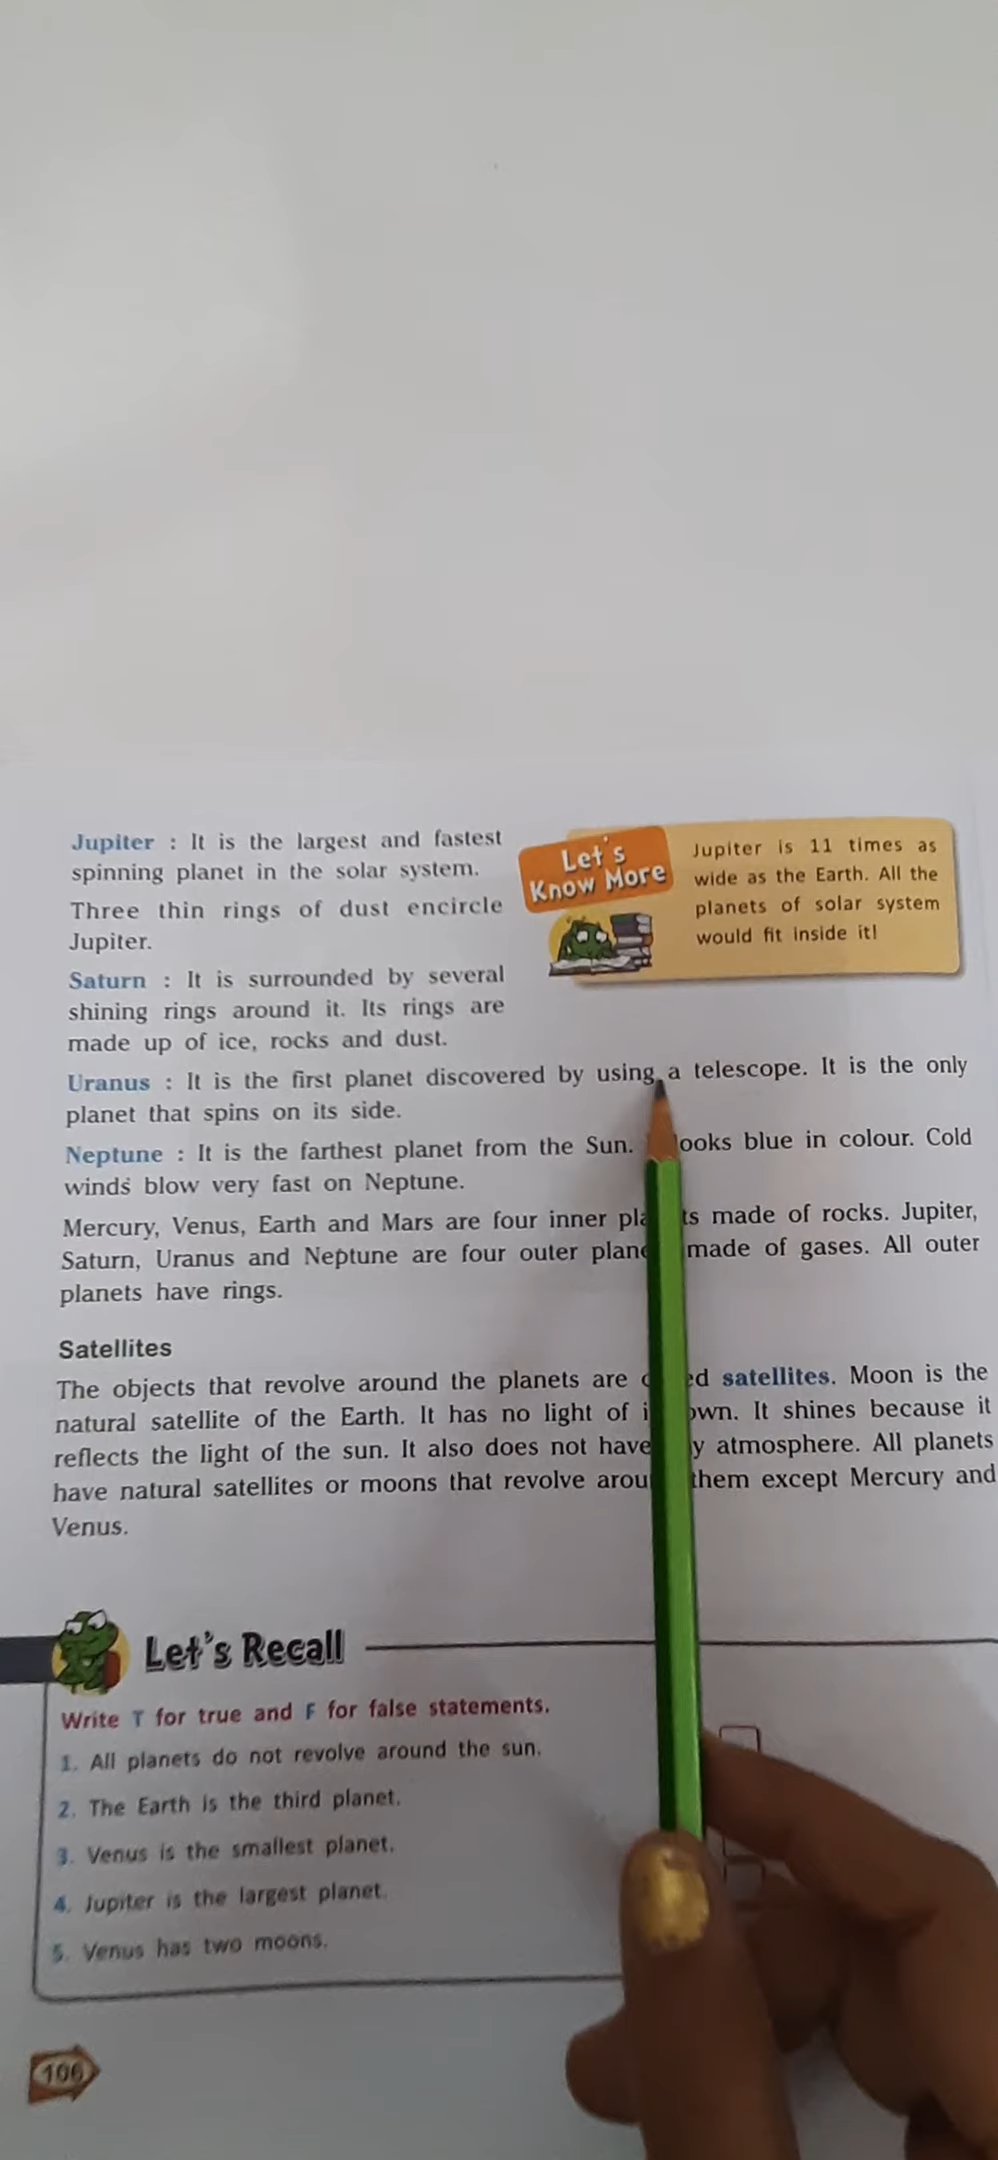 Jupiter : It is the largest and fastest
spinning planet in the solar system.
Three thin rings of dust encircle
Jupiter.
Let's
Know More
Jupiter is 11 times as
wide as the Earth. All the
planets of solar system
would fit inside it!
Saturn : It is surrounded by several
shining rings around it. Its rings are
made up of ice, rocks and dust.
Uranus : It is the first planet discovered by using a telescope. It is the only
planet that spins on its side.
Neptune : It is the farthest planet from the Sun. looks blue in colour. Cold
winds blow very fast on Neptune.
Mercury, Venus, Earth and Mars are four inner made of rocks. Jupiter,
Saturn, Uranus and Neptune are four outer made of gases. All outer
planets have rings.
Satellites
The objects that revolve around the planets are satellites. Moon is the
natural satellite of the Earth. It has no light of own. It shines because it
reflects the light of the sun. It also does not have atmosphere. All planets
have natural satellites or moons that revolve them except Mercury and
Venus.
Let's Recall
Write T for true and F for false statements.
1. All planets do not revolve around the sun.
2. The Earth is the third planet.
3. Venus is the smallest planet.
4. Jupiter is the largest planet.
5. Venus has two moons.
106